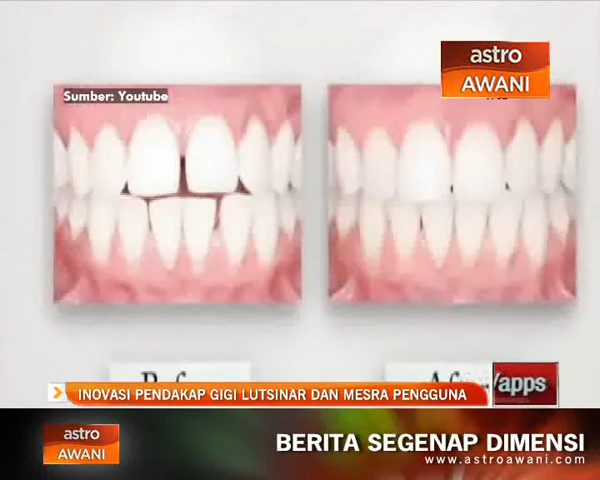 astro
AWANI
Sumber: Youtube
INOVASI PENDAKAP GIGI LUTSINAR DAN MESRA PENGGUNA
/apps
astro
AWANI
BERITA SEGENAP DIMENSI
www.astroawani.com